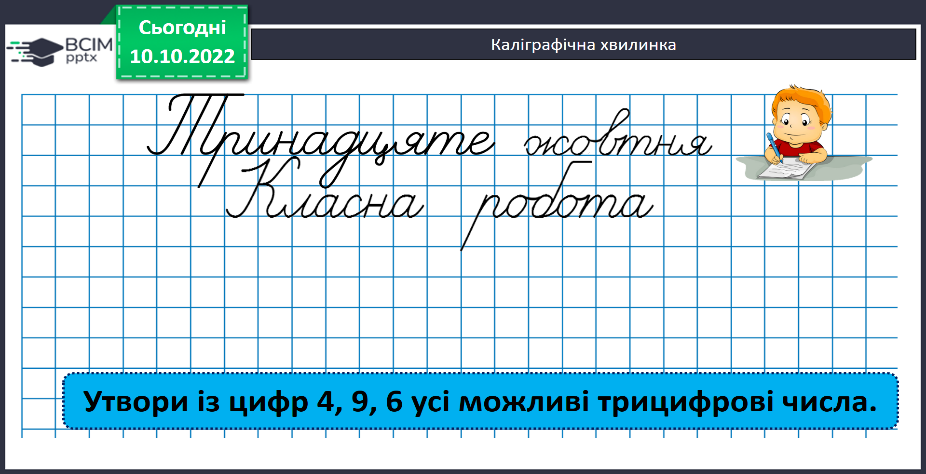 Сьогодні
10.10.2022
ВСІМ
pptx
Каліграфічна хвилинка
Тринадцяте жовтня
Класна робота
Утвори із цифр 4, 9, 6 усі можливі трицифрові числа.